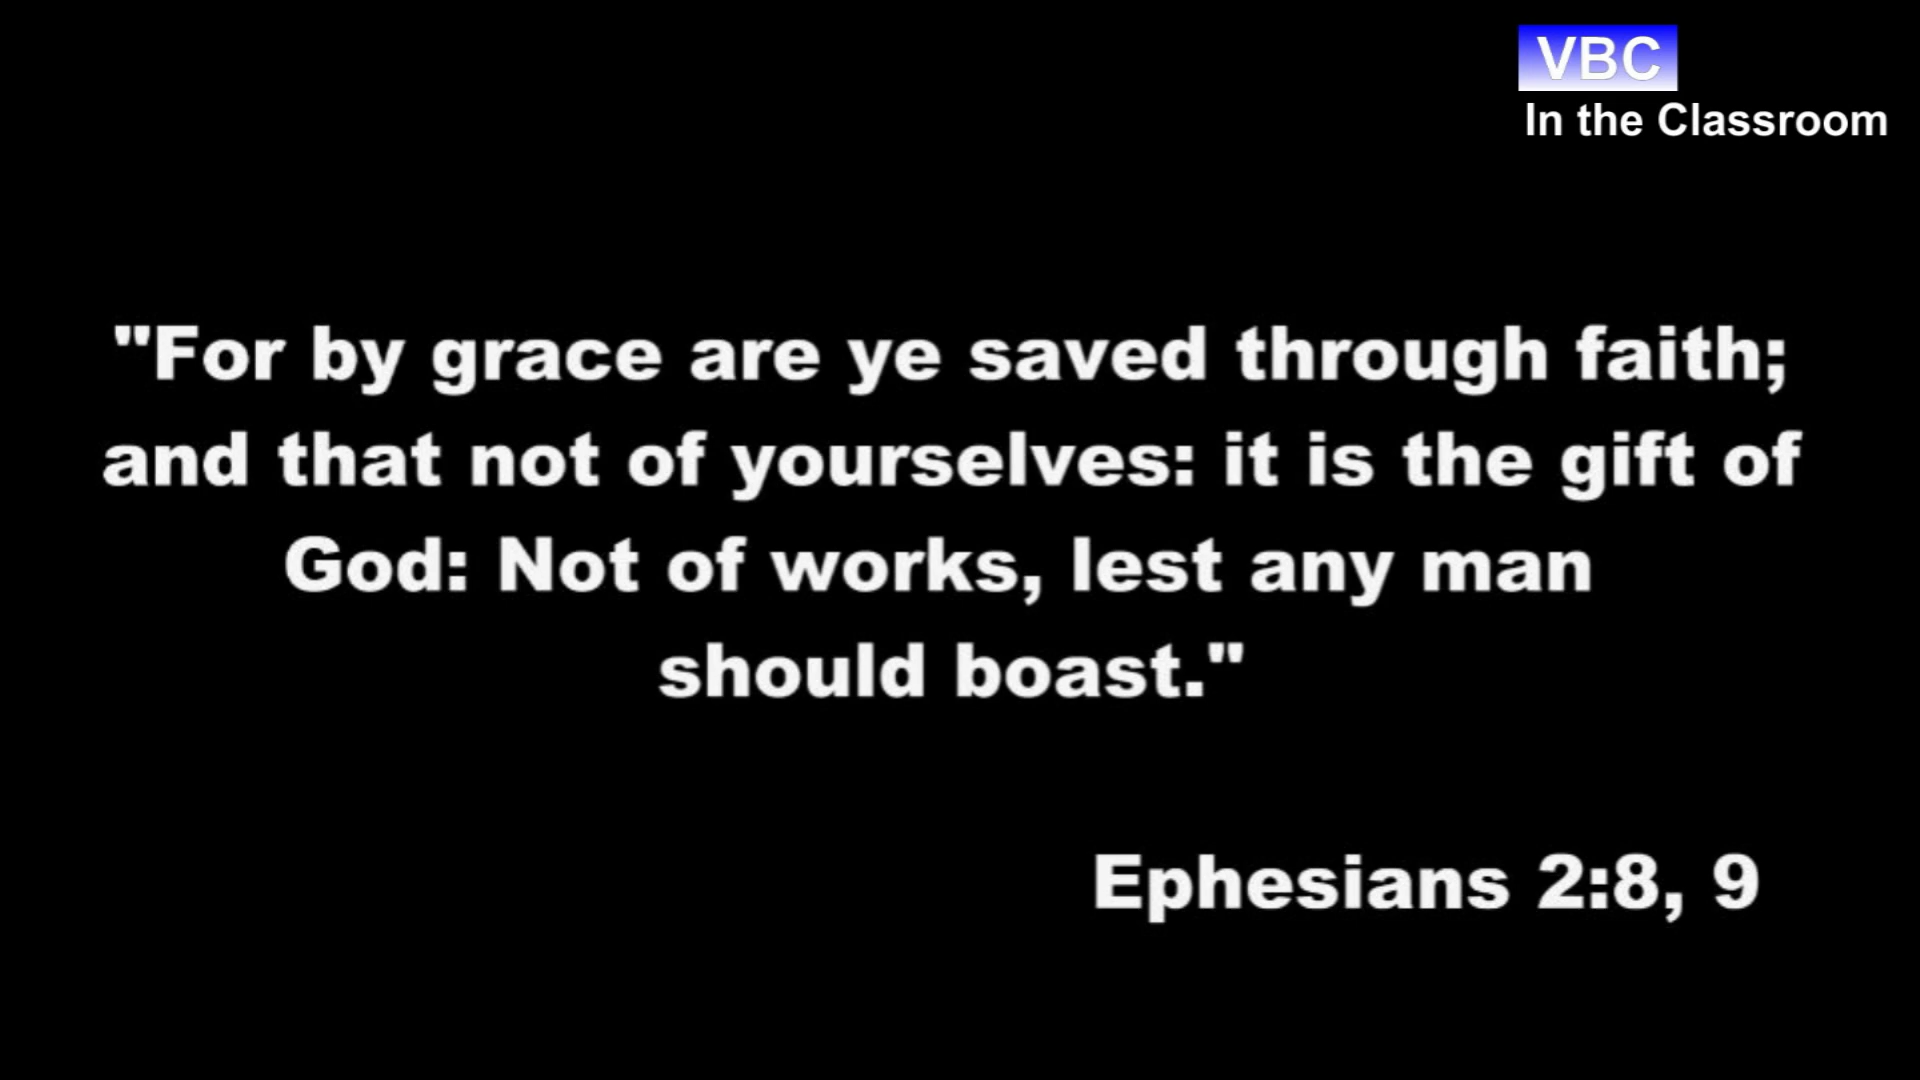 VBC
In the Classroom
"For by grace are ye saved through faith;
and that not of yourselves: it is the gift of
God: Not of works, lest any man
should boast."
Ephesians 2:8, 9